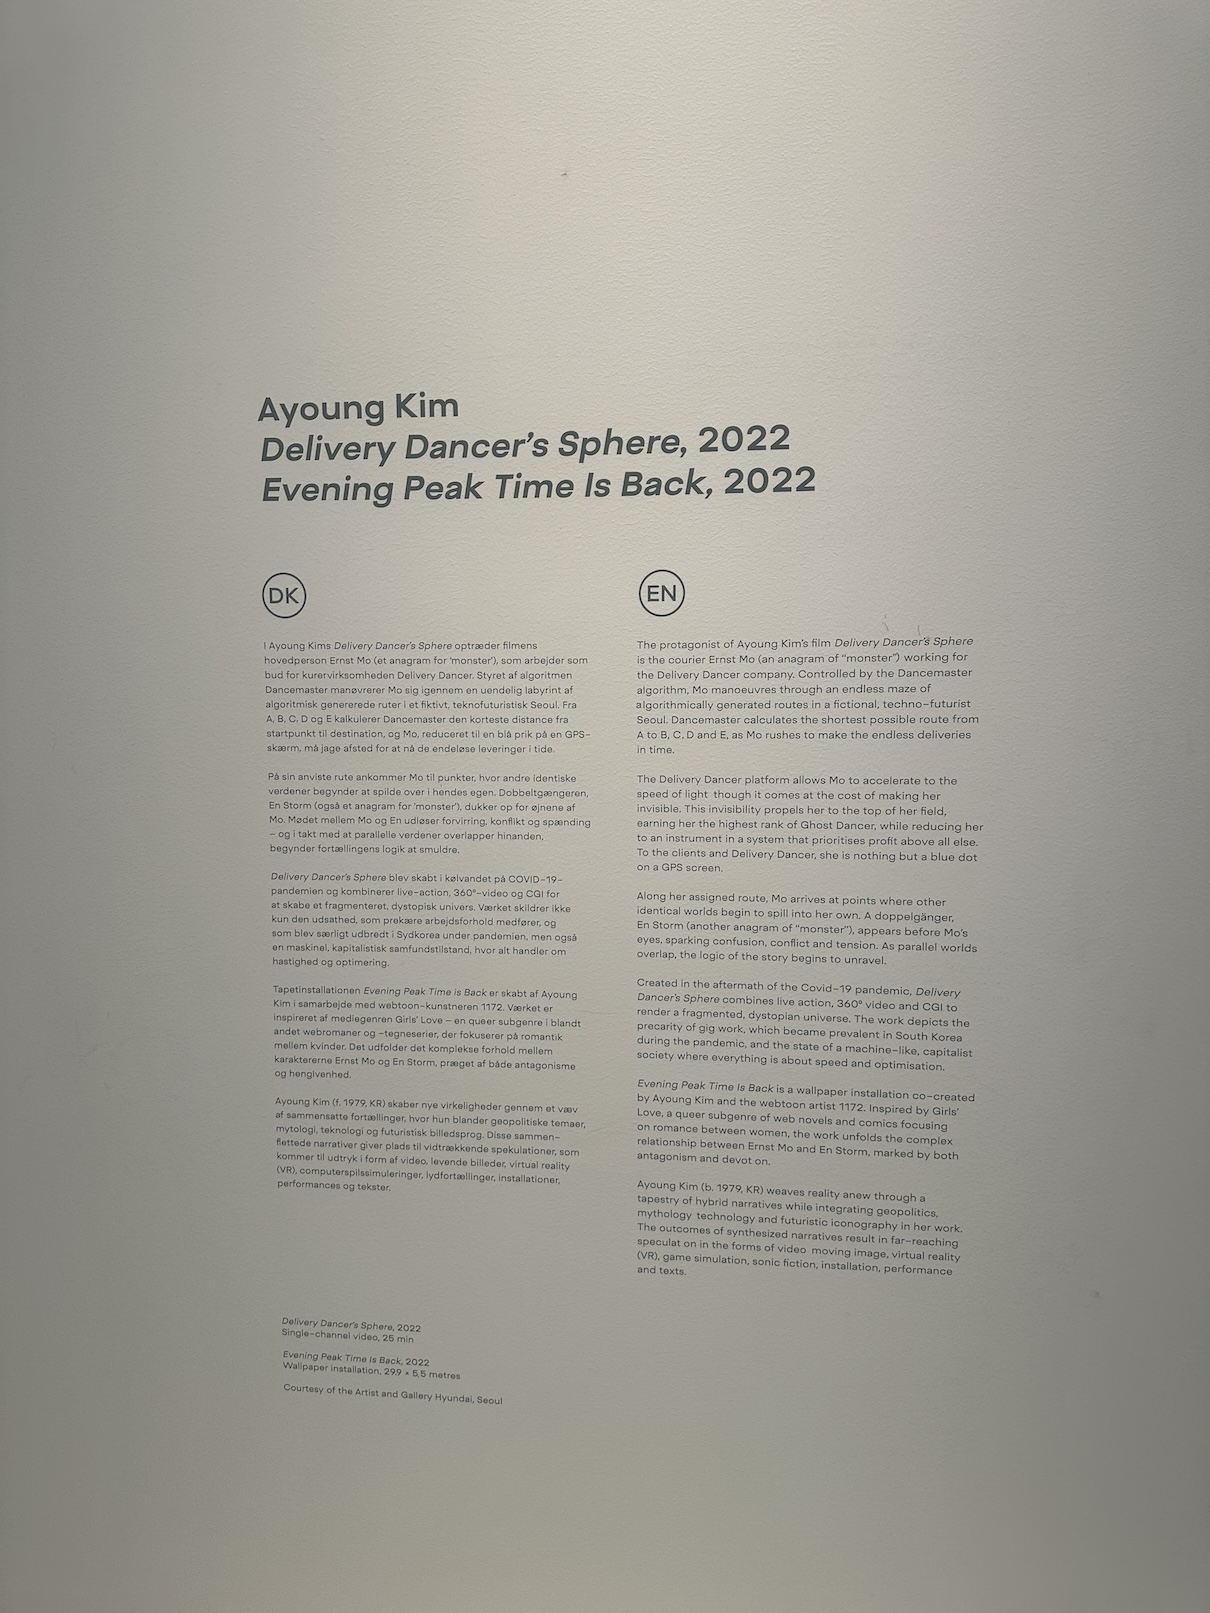 Ayoung Kim
Delivery Dancer's Sphere, 2022
Evening Peak Time Is Back, 2022
DK
I Ayoung Kims Delivery Dancer's Sphere optræder filmens
hovedperson Ernst Mo (et anagram for 'monster'), som arbejder som
bud for kurervirksomheden Delivery Dancer. Styret af algoritmen
Dancemaster manøvrerer Mo sig igennem en uendelig labyrint af
algoritmisk genererede ruter i et fiktivt, teknofuturistisk Seoul. Fra
A, B, C, D og E kalkulerer Dancemaster den korteste distance fra
startpunkt til destination, og Mo, reduceret til en blå prik på en GPS-
skærm, må jage afsted for at nå de endeløse leveringer i tide.
På sin anviste rute ankommer Mo til punkter, hvor andre identiske
verdener begynder at spilde over i hendes egen. Dobbeltgængeren,
En Storm (også et anagram for 'monster'), dukker op for øjnene af
Mo. Mødet mellem Mo og En udløser forvirring, konflikt og spænding
– og i takt med at parallelle verdener overlapper hinanden,
begynder fortællingens logik at smuldre.
Delivery Dancer's Sphere blev skabt i kølvandet på COVID-19-
pandemien og kombinerer live-action, 360°-video og CGI for
at skabe et fragmenteret, dystopisk univers. Værket skildrer ikke
kun den udsathed, som prekære arbejdsforhold medfører, og
som blev særligt udbredt i Sydkorea under pandemien, men også
en maskinel, kapitalistisk samfundstilstand, hvor alt handler om
hastighed og optimering.
Tapetinstallationen Evening Peak Time is Back er skabt af Ayoung
Kim i samarbejde med webtoon-kunstneren 1172. Værket er
inspireret af mediegenren Girls' Love – en queer subgenre i blandt
andet webromaner og -tegneserier, der fokuserer på romantik
mellem kvinder. Det udfolder det komplekse forhold mellem
karaktererne Ernst Mo og En Storm, præget af både antagonisme
og hengivenhed.
Ayoung Kim (f. 1979, KR) skaber nye virkeligheder gennem et væv
af sammensatte fortællinger, hvor hun blander geopolitiske temaer,
mytologi, teknologi og futuristisk billedsprog. Disse sammen-
flettede narrativer giver plads til vidtrækkende spekulationer, som
kommer til udtryk i form af video, levende billeder, virtual reality
(VR), computerspilssimuleringer, lydfortællinger, installationer,
performances og tekster.
EN
The protagonist of Ayoung Kim's film Delivery Dancer's Sphere
is the courier Ernst Mo (an anagram of "monster") working for
the Delivery Dancer company. Controlled by the Dancemaster
algorithm, Mo manoeuvres through an endless maze of
algorithmically generated routes in a fictional, techno-futurist
Seoul. Dancemaster calculates the shortest possible route from
A to B, C, D and E, as Mo rushes to make the endless deliveries
in time.
The Delivery Dancer platform allows Mo to accelerate to the
speed of light though it comes at the cost of making her
invisible. This invisibility propels her to the top of her field,
earning her the highest rank of Ghost Dancer, while reducing her
to an instrument in a system that prioritises profit above all else.
To the clients and Delivery Dancer, she is nothing but a blue dot
on a GPS screen.
Along her assigned route, Mo arrives at points where other
identical worlds begin to spill into her own. A doppelgänger,
En Storm (another anagram of "monster"), appears before Mo's
eyes, sparking confusion, conflict and tension. As parallel worlds
overlap, the logic of the story begins to unravel.
Created in the aftermath of the Covid-19 pandemic, Delivery
Dancer's Sphere combines live action, 360° video and CGI to
render a fragmented, dystopian universe. The work depicts the
precarity of gig work, which became prevalent in South Korea
during the pandemic, and the state of a machine-like, capitalist
society where everything is about speed and optimisation.
Evening Peak Time Is Back is a wallpaper installation co-created
by Ayoung Kim and the webtoon artist 1172. Inspired by Girls'
Love, a queer subgenre of web novels and comics focusing
on romance between women, the work unfolds the complex
relationship between Ernst Mo and En Storm, marked by both
antagonism and devot on.
Ayoung Kim (b. 1979, KR) weaves reality anew through a
tapestry of hybrid narratives while integrating geopolitics,
mythology technology and futuristic iconography in her work.
The outcomes of synthesized narratives result in far-reaching
speculat on in the forms of video moving image, virtual reality
(VR), game simulation, sonic fiction, installation, performance
and texts.
Delivery Dancer's Sphere, 2022
Single-channel video, 25 min
Evening Peak Time Is Back, 2022
Wallpaper installation, 29.9 × 5.5 metres
Courtesy of the Artist and Gallery Hyundai, Seoul